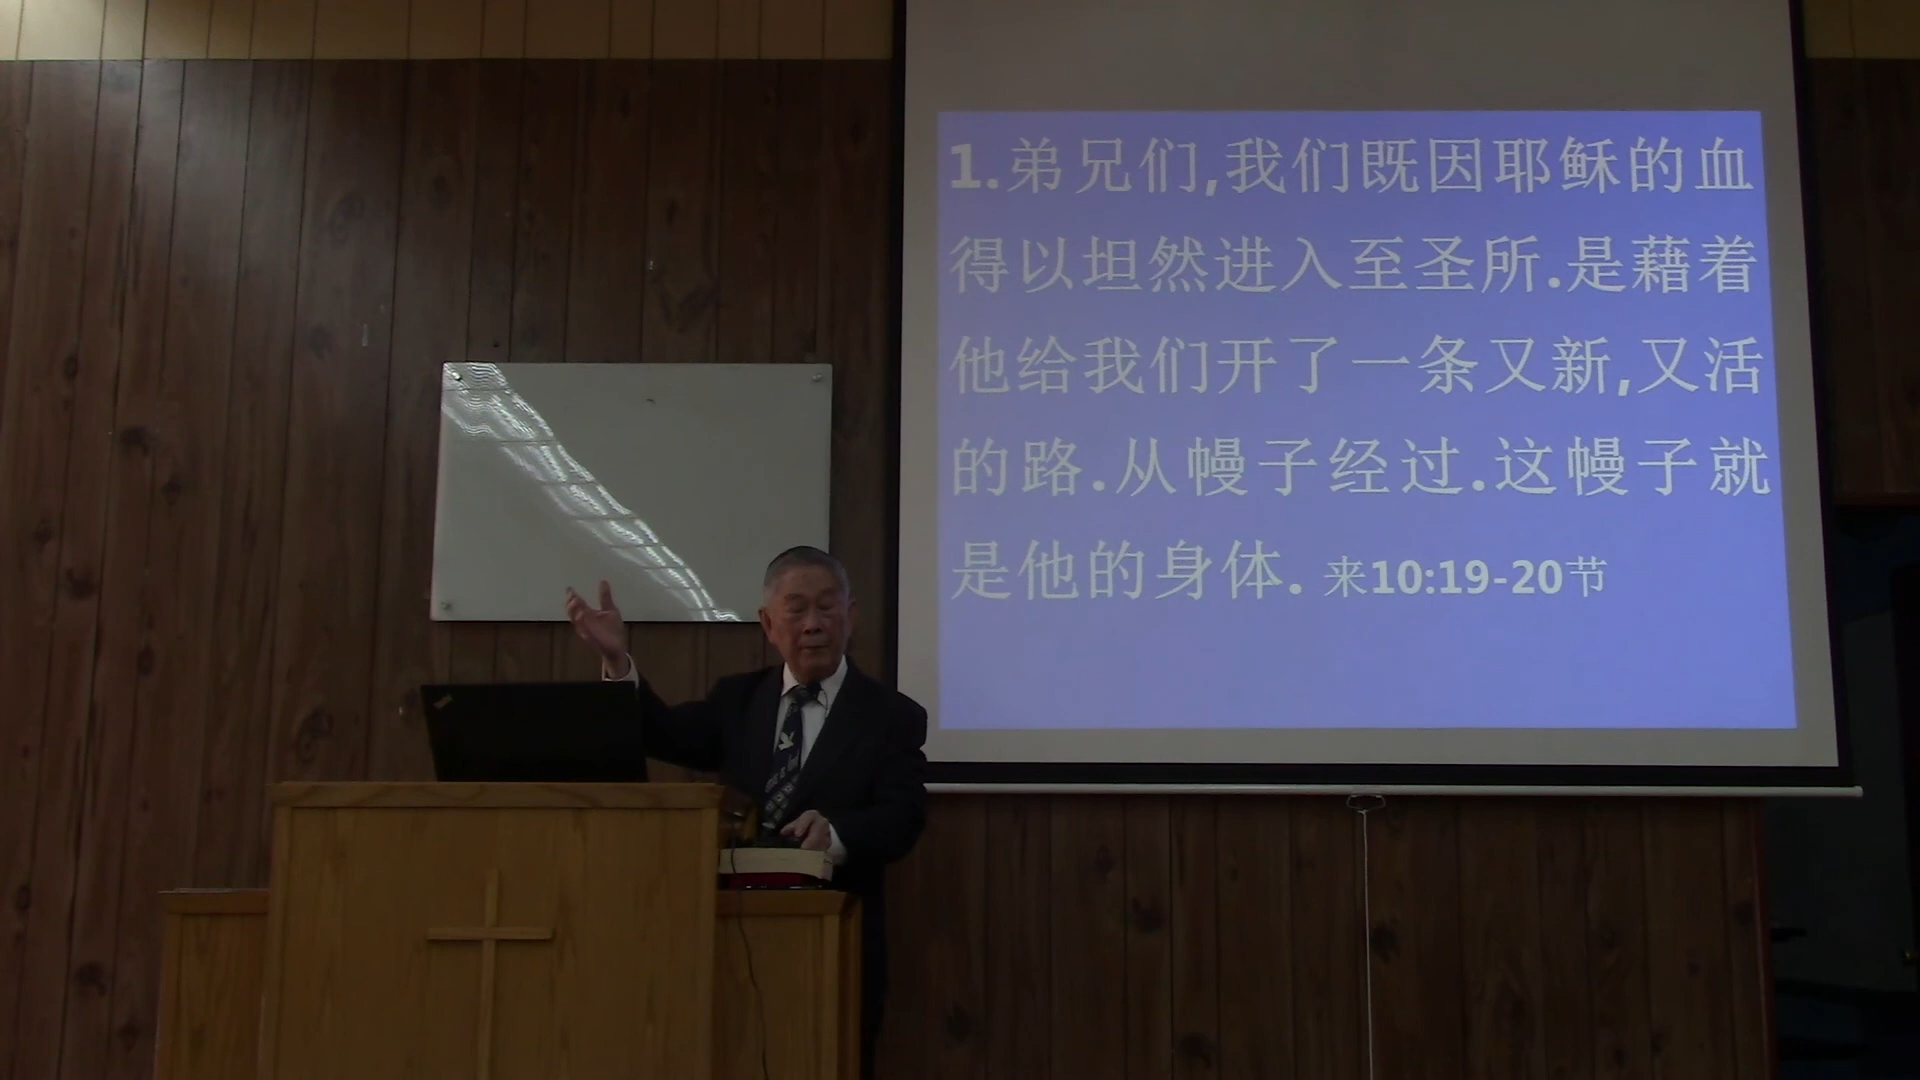 1.弟兄们,我们既因耶稣的血
得以坦然进入至圣所.是藉着
他给我们开了一条又新,又活
的路.从幔子经过.这幔子就
是他的身体. 来10:19-20节